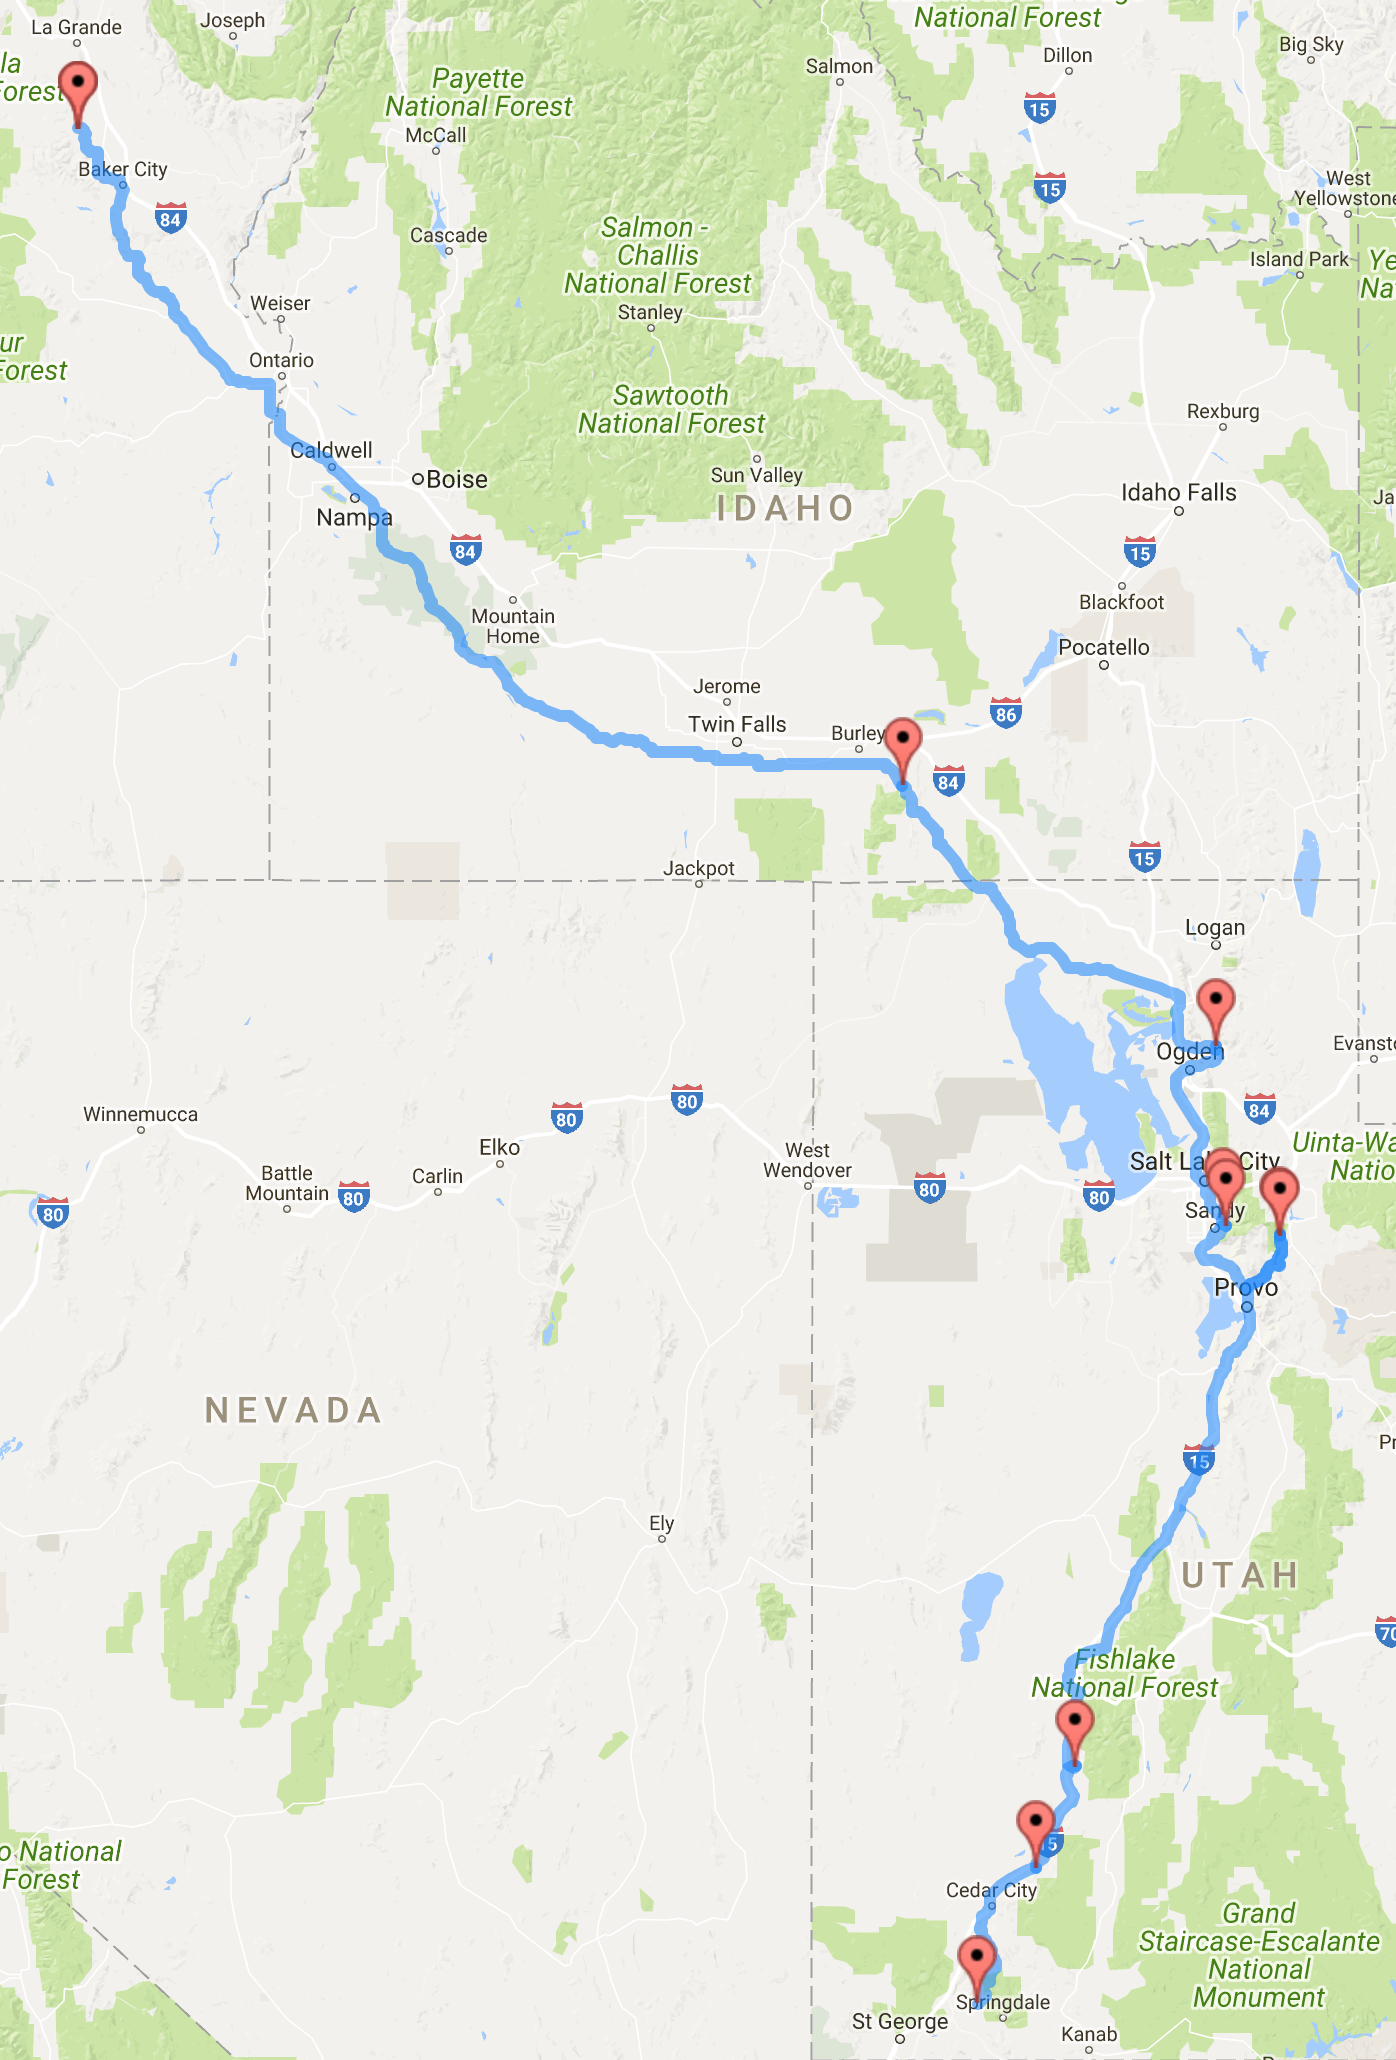 National Forest
La Grande
Joseph
Dillon
Big Sky
Salmon
la
Forest
Payette
National Forest
15
McCall
Baker City
84
15
West
Yellowstone
Cascade
Salmon -
Challis
National Forest
Island Park
Ye
Na
Weiser
Stanley
ur
Forest
Ontario
Sawtooth
National Forest
Rexburg
Caldwell
Boise
Sun Valley
IDAHO
Idaho Falls
Ja
Nampa
84
15
Blackfoot
Mountain
Home
Pocatello
Jerome
Twin Falls
86
Burley
84
15
Jackpot
Logan
Ogden
Evansto
Winnemucca
80
80
84
Elko
West
Wendover
Salt La
City
Uinta-Wa
Natio
Battle
Mountain
Carlin
80
80
80
80
Sandy
Provo
NEVADA
Pr
15
Ely
UTAH
70
Fishlake
National Forest
o National
Forest
15
Cedar City
Grand
Staircase-Escalante
National
Monument
Springdale
St George
Kanab